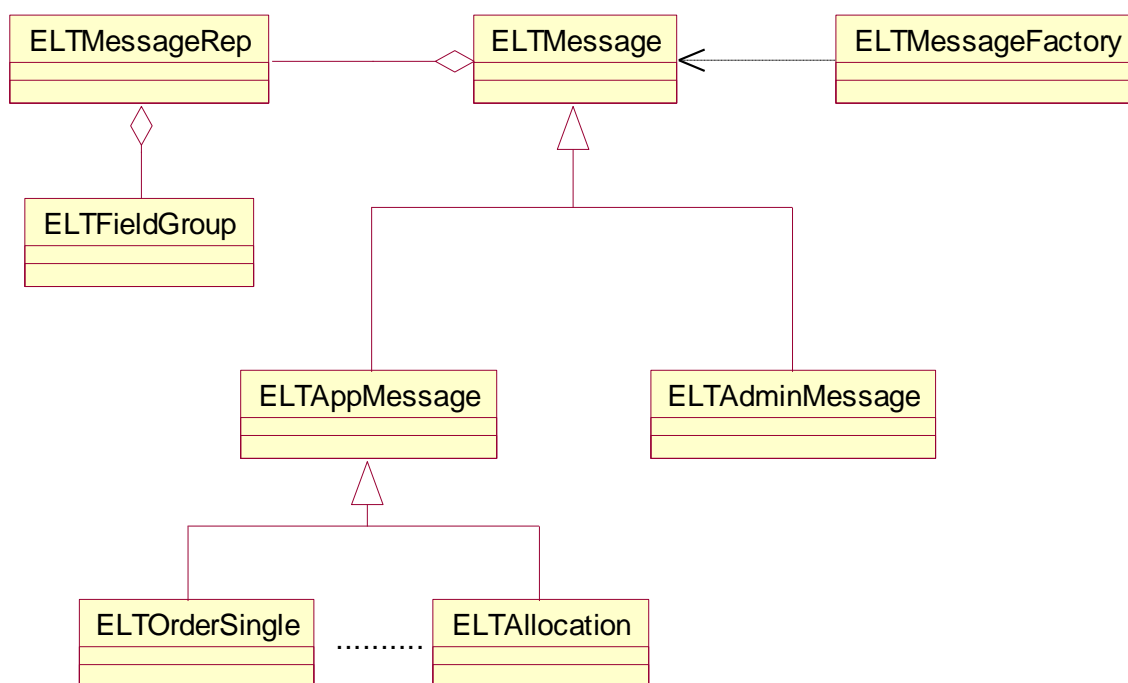 ELTMessageRep
ELTMessage
ELTMessageFactory
ELTFieldGroup
ELTAppMessage
ELTAdminMessage
ELTOrderSingle
..........
ELTAllocation